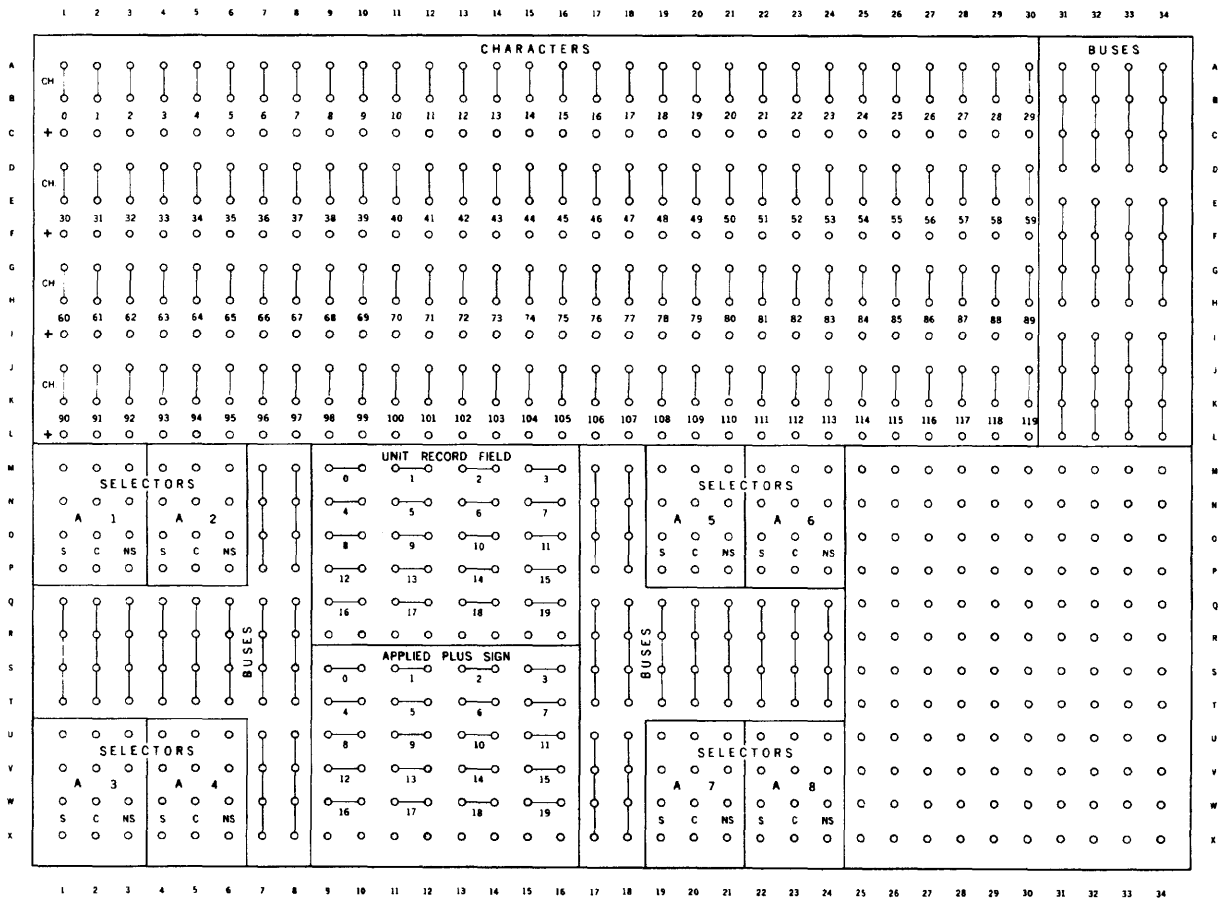 1 2 3 4 5 6 7 8 9 10 11 12 13 14 15 16 17 18 19 20 21 22 23 24 25 26 27 28 29 30 31 32 33 34
CHARACTERS BUSES
A CH A
B B
0 1 2 3 4 5 6 7 8 9 10 11 12 13 14 15 16 17 18 19 20 21 22 23 24 25 26 27 28 29
C + C
D CH D
E E
30 31 32 33 34 35 36 37 38 39 40 41 42 43 44 45 46 47 48 49 50 51 52 53 54 55 56 57 58 59
F + F
G CH G
H H
60 61 62 63 64 65 66 67 68 69 70 71 72 73 74 75 76 77 78 79 80 81 82 83 84 85 86 87 88 89
I + I
J CH J
K K
90 91 92 93 94 95 96 97 98 99 100 101 102 103 104 105 106 107 108 109 110 111 112 113 114 115 116 117 118 119
L + L
UNIT RECORD FIELD
M 0 1 2 3 M
SELECTORS SELECTORS
N 4 5 6 7 N
A 1 A 2 A 5 A 6
O 8 9 10 11 O
S C NS S C NS S C NS S C NS
P 12 13 14 15 P
Q 16 17 18 19 Q
R BUSES BUSES R
APPLIED PLUS SIGN
S 0 1 2 3 S
T 4 5 6 7 T
U 8 9 10 11 U
SELECTORS SELECTORS
V 12 13 14 15 V
A 3 A 4 A 7 A 8
W 16 17 18 19 W
S C NS S C NS S C NS S C NS
X X
1 2 3 4 5 6 7 8 9 10 11 12 13 14 15 16 17 18 19 20 21 22 23 24 25 26 27 28 29 30 31 32 33 34